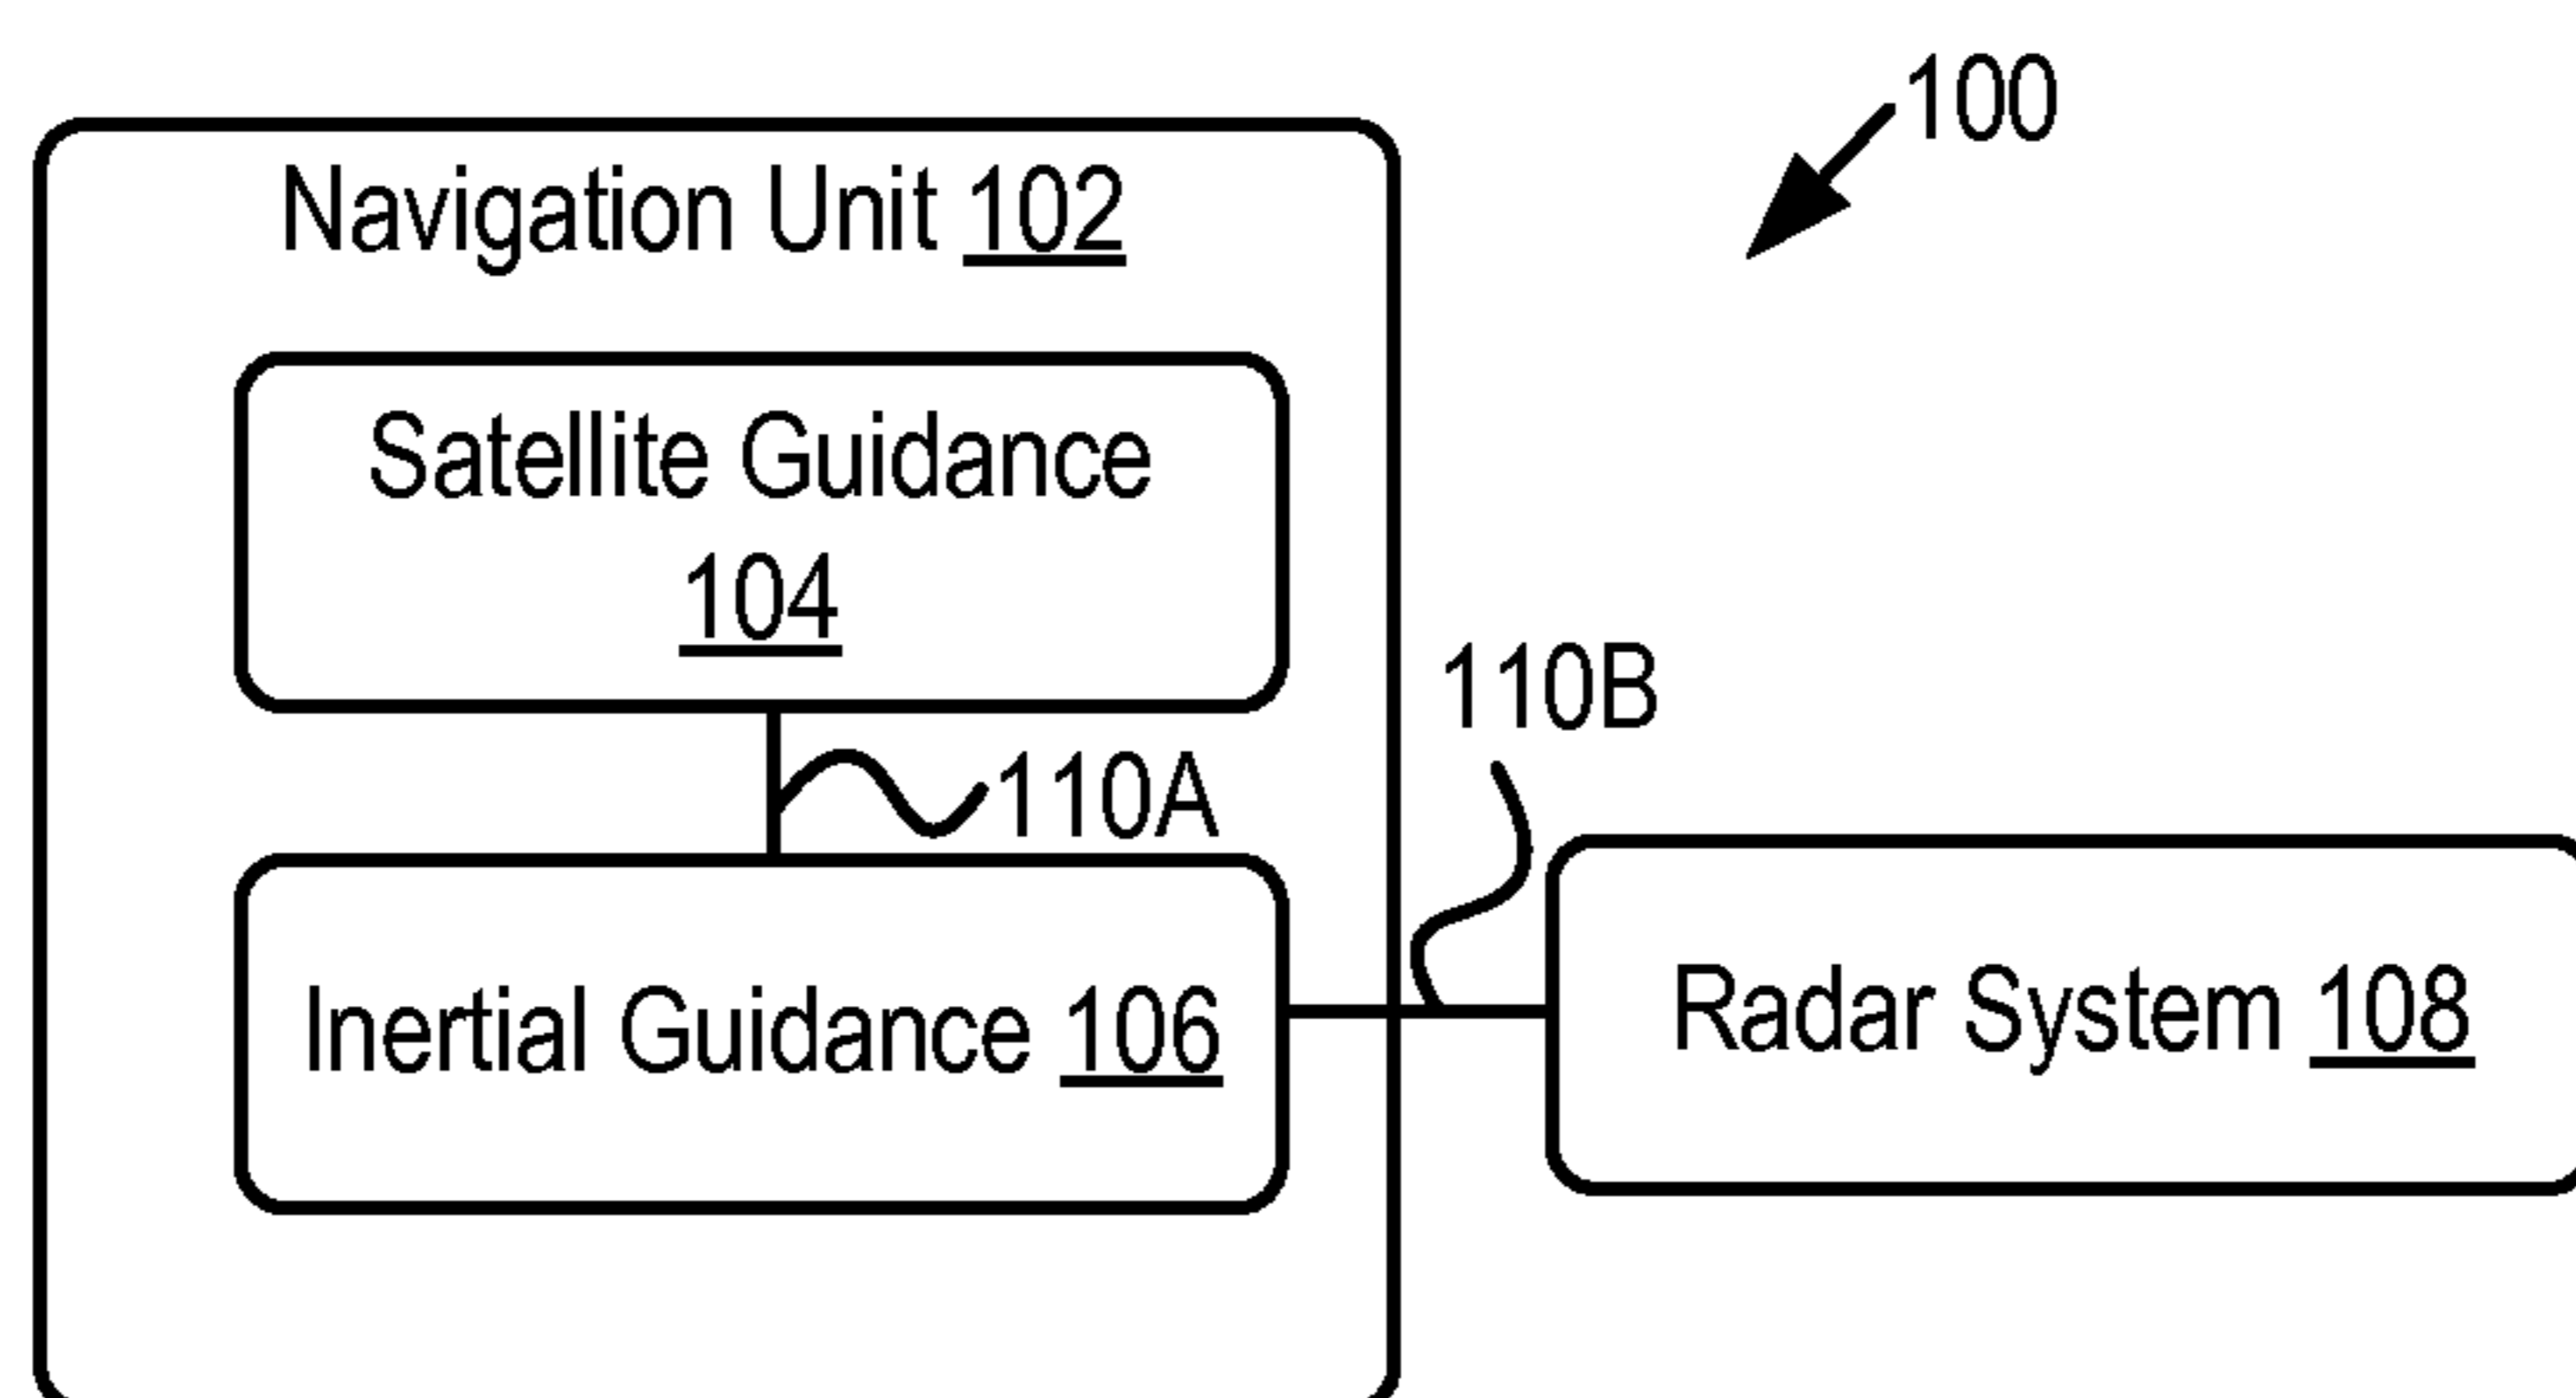 100
Navigation Unit 102
Satellite Guidance
104
110B
110A
Inertial Guidance 106
Radar System 108